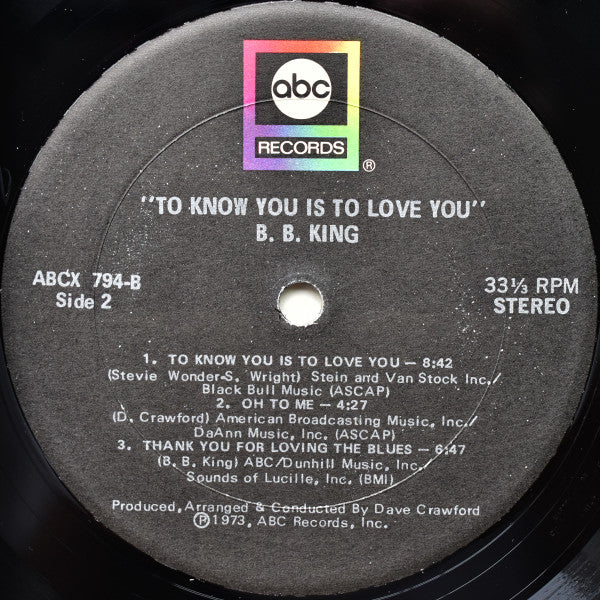 abc
RECORDS
®
"TO KNOW YOU IS TO LOVE YOU"
B. B. KING
ABCX 794-B
Side 2
33⅓ RPM
STEREO
1. TO KNOW YOU IS TO LOVE YOU — 8:42
(Stevie Wonder-S. Wright) Stein and Van Stock Inc./
Black Bull Music (ASCAP)
2. OH TO ME — 4:27
(D. Crawford) American Broadcasting Music, Inc./
DaAnn Music, Inc. (ASCAP)
3. THANK YOU FOR LOVING THE BLUES — 6:47
(B. B. King) ABC/Dunhill Music, Inc./
Sounds of Lucille, Inc. (BMI)
Produced, Arranged & Conducted By Dave Crawford
℗1973, ABC Records, Inc.